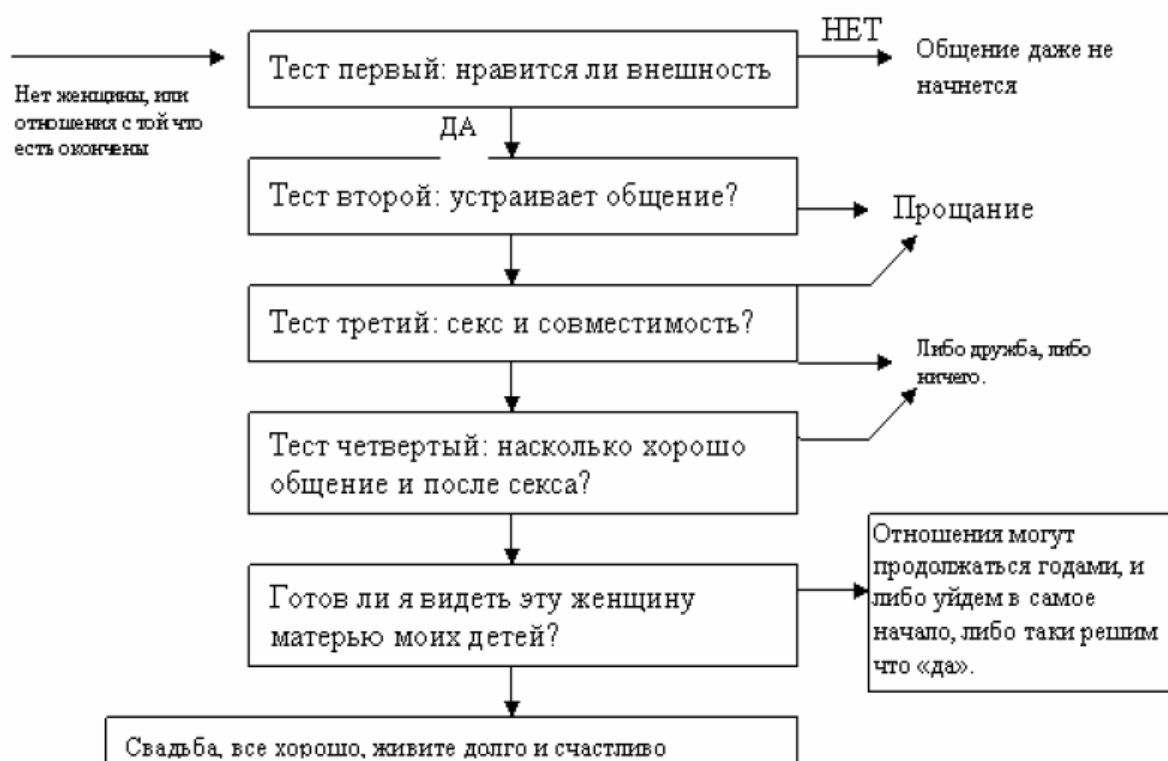 НЕТ
Тест первый: нравится ли внешность
Общение даже не
начнется
Нет женщины, или
отношения с той что
есть окончены
ДА
Тест второй: устраивает общение?
Прощание
Тест третий: секс и совместимость?
Либо дружба, либо
ничего.
Тест четвертый: насколько хорошо
общение и после секса?
Отношения могут
продолжаться годами, и
либо уйдем в самое
начало, либо таки решим
что «да».
Готов ли я видеть эту женщину
матерью моих детей?
Свадьба, все хорошо, живите долго и счастливо